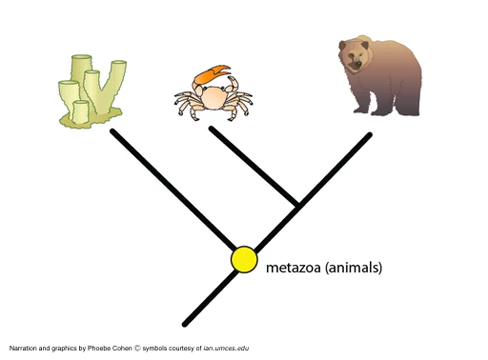 metazoa (animals)
Narration and graphics by Phoebe Cohen © symbols courtesy of ian.umces.edu